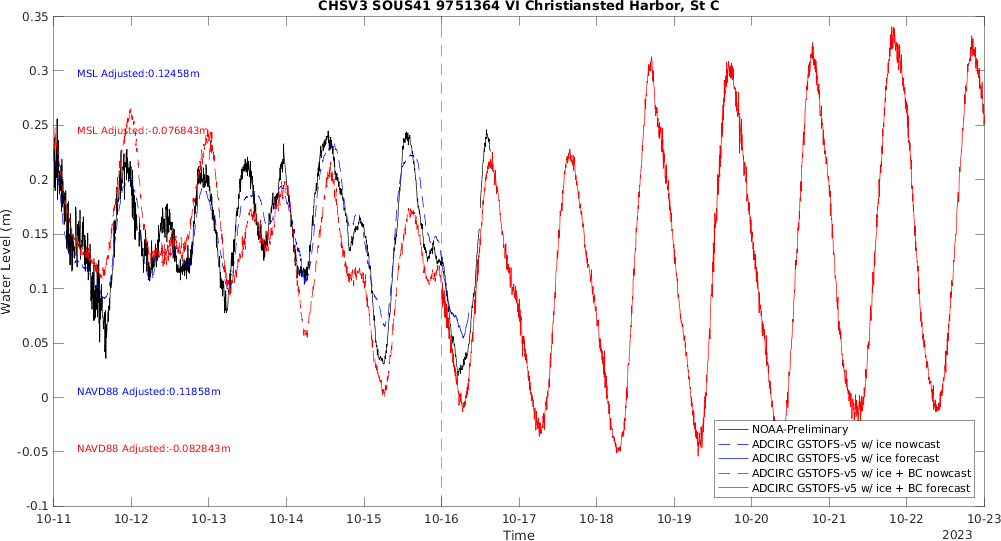 CHSV3 SOUS41 9751364 VI Christiansted Harbor, St C
0.35
0.3
0.25
0.2
0.15
0.1
0.05
0
-0.05
-0.1
Water Level (m)
MSL Adjusted:0.12458m
MSL Adjusted:-0.076843m
NAVD88 Adjusted:0.11858m
NAVD88 Adjusted:-0.082843m
NOAA-Preliminary
ADCIRC GSTOFS-v5 w/ ice nowcast
ADCIRC GSTOFS-v5 w/ ice forecast
ADCIRC GSTOFS-v5 w/ ice + BC nowcast
ADCIRC GSTOFS-v5 w/ ice + BC forecast
10-11 10-12 10-13 10-14 10-15 10-16 10-17 10-18 10-19 10-20 10-21 10-22 10-23
Time
2023